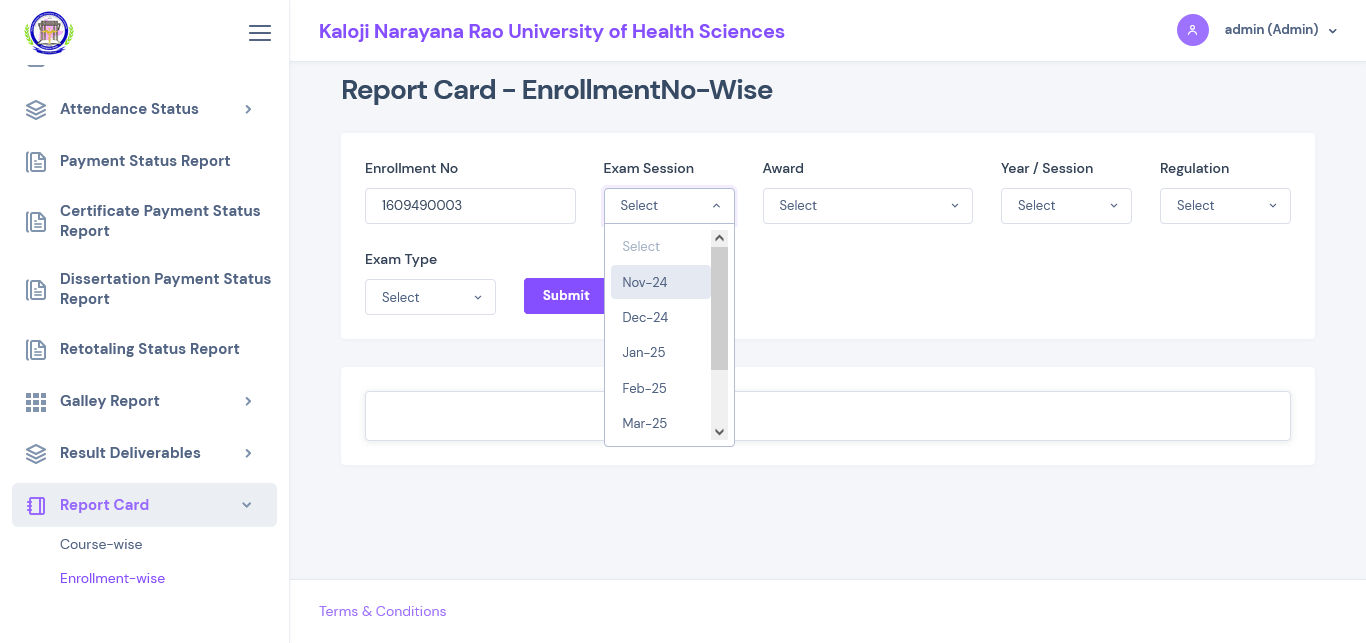 Kaloji Narayana Rao University of Health Sciences
admin (Admin)
Attendance Status
Payment Status Report
Certificate Payment Status
Report
Dissertation Payment Status
Report
Retotaling Status Report
Galley Report
Result Deliverables
Report Card
Course-wise
Enrollment-wise
Report Card - EnrollmentNo-Wise
Enrollment No
1609490003
Exam Session
Select
Select
Nov-24
Dec-24
Jan-25
Feb-25
Mar-25
Award
Select
Year / Session
Select
Regulation
Select
Exam Type
Select
Submit
Terms & Conditions